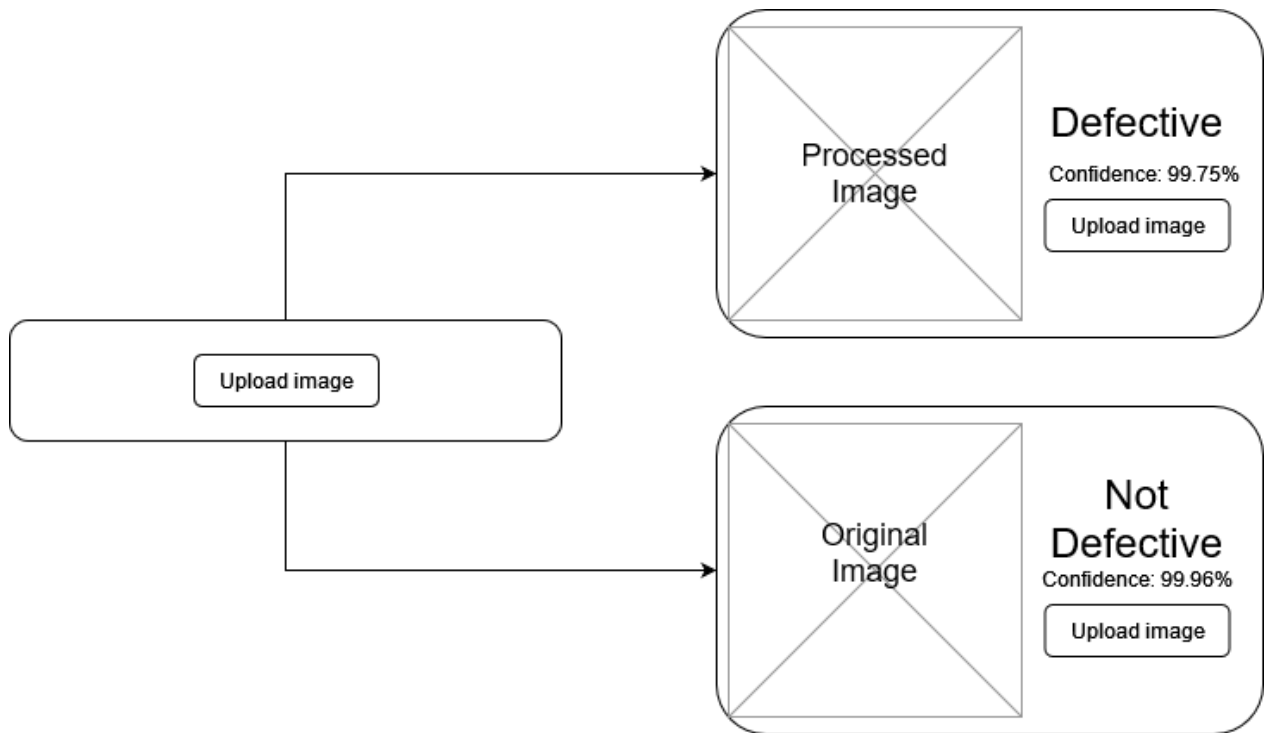 Processed
Image
Defective
Confidence: 99.75%
Upload image
Upload image
Original
Image
Not
Defective
Confidence: 99.96%
Upload image